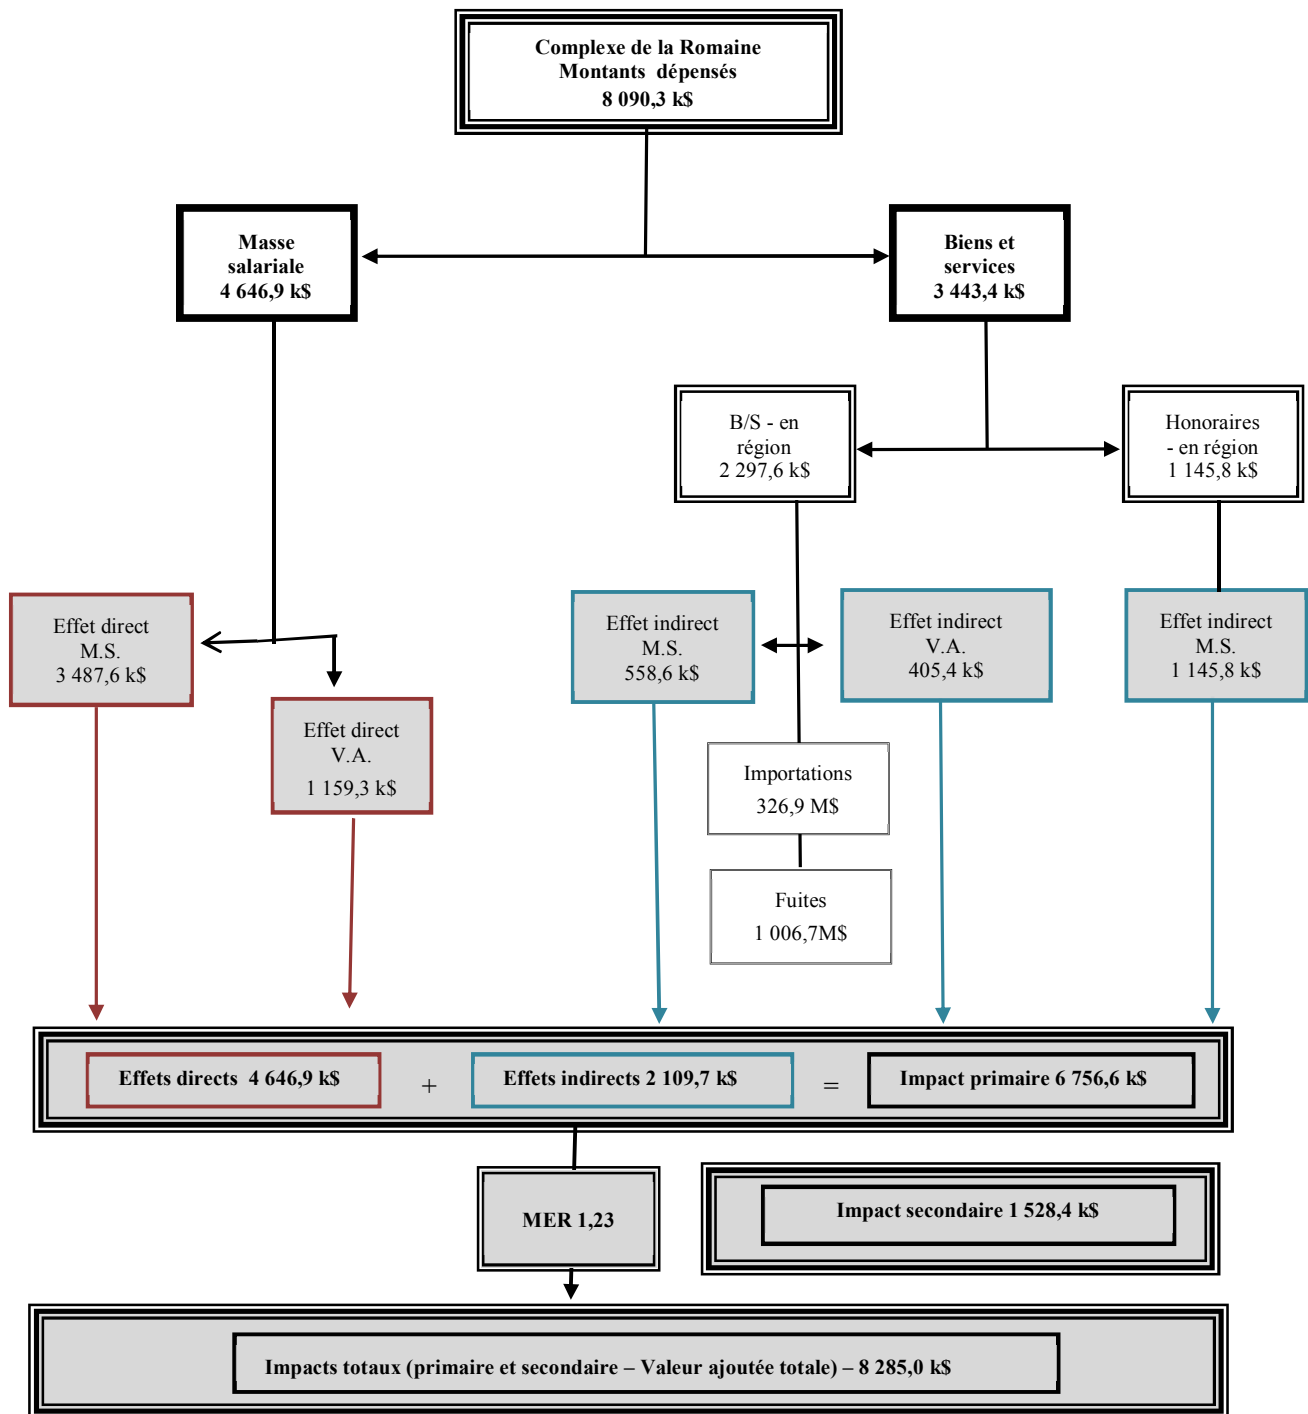 Complexe de la Romaine
Montants dépensés
8 090,3 k$
Masse
salariale
4 646,9 k$
Biens et
services
3 443,4 k$
B/S - en
région
2 297,6 k$
Honoraires
- en région
1 145,8 k$
Effet direct
M.S.
3 487,6 k$
Effet direct
V.A.
1 159,3 k$
Effet indirect
M.S.
558,6 k$
Effet indirect
V.A.
405,4 k$
Effet indirect
M.S.
1 145,8 k$
Importations
326,9 M$
Fuites
1 006,7M$
Effets directs 4 646,9 k$ + Effets indirects 2 109,7 k$ = Impact primaire 6 756,6 k$
MER 1,23
Impact secondaire 1 528,4 k$
Impacts totaux (primaire et secondaire – Valeur ajoutée totale) – 8 285,0 k$